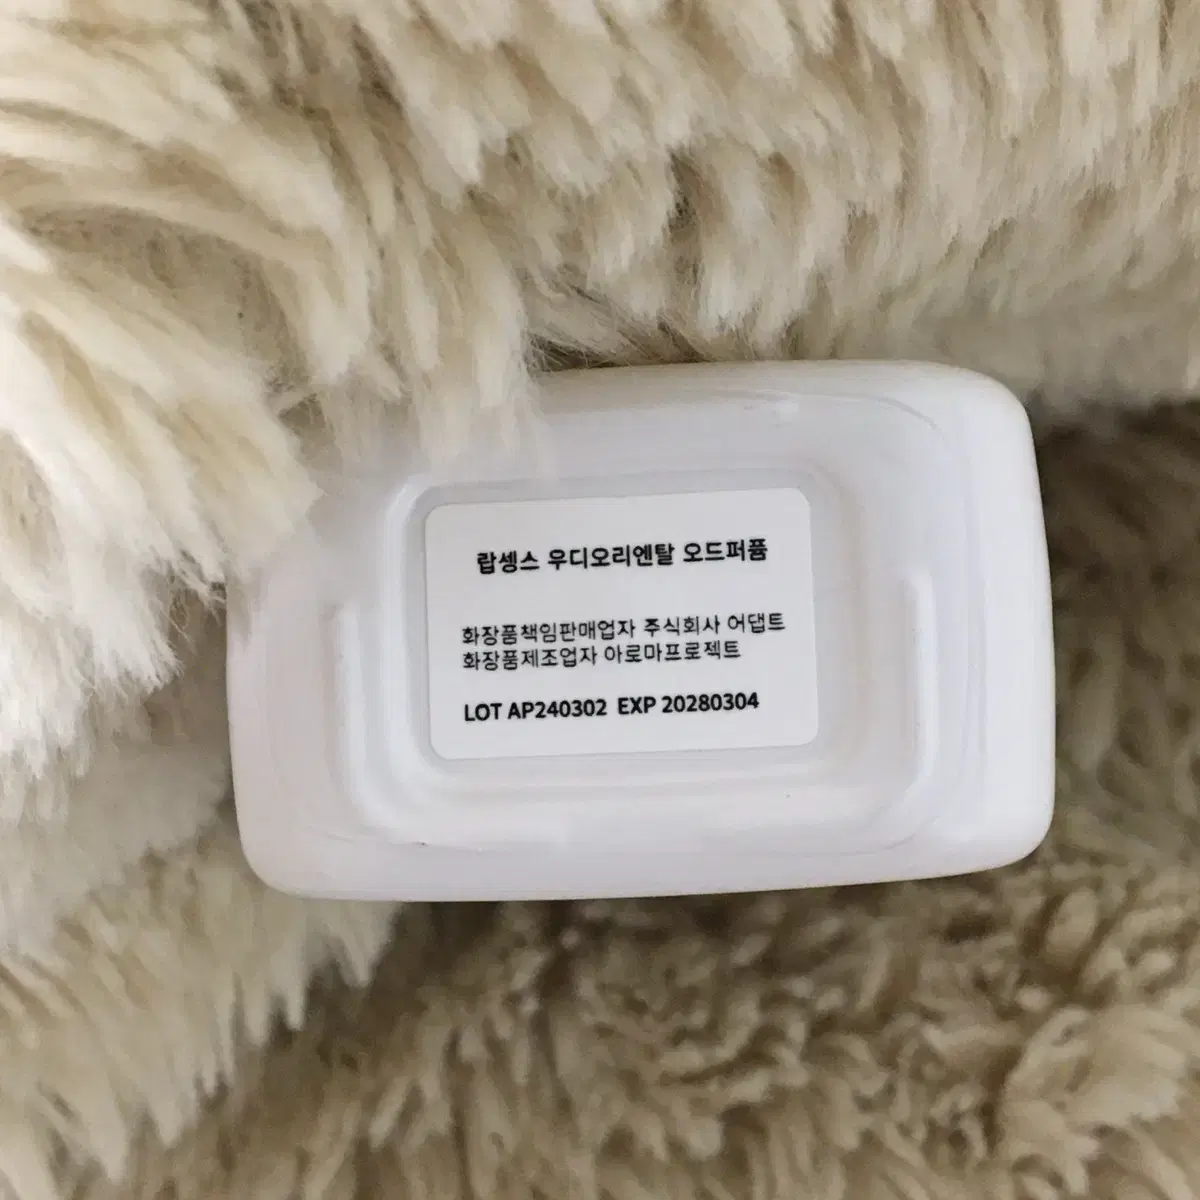 랍셍스 우디오리엔탈 오드퍼퓸
화장품책임판매업자 주식회사 어댑트
화장품제조업자 아로마프로젝트
LOT AP240302 EXP 20280304